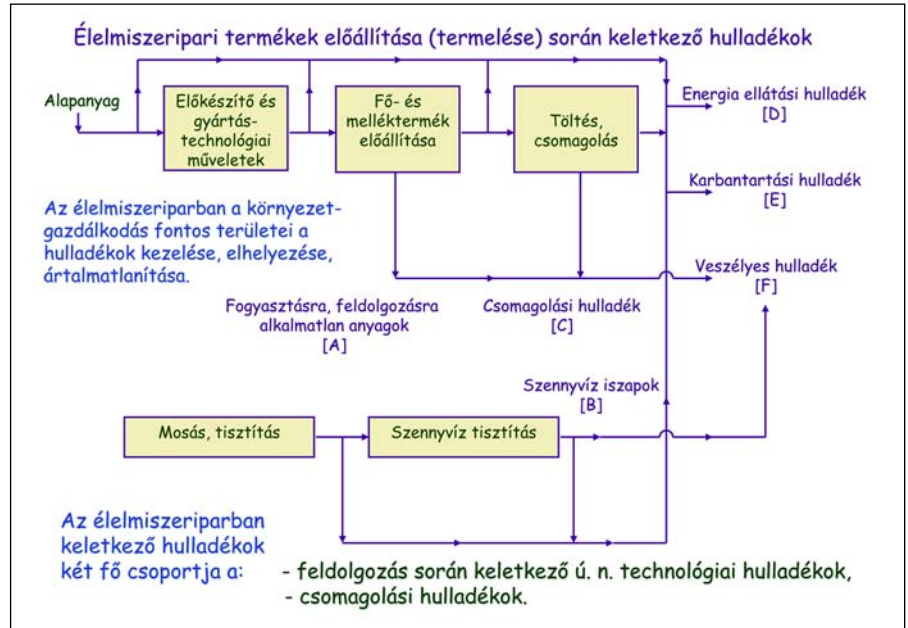 Élelmiszeripari termékek előállítása (termelése) során keletkező hulladékok
Alapanyag
Előkészítő és
gyártás-
technológiai
műveletek
Fő- és
melléktermék
előállítása
Töltés,
csomagolás
Energia ellátási hulladék
[D]
Karbantartási hulladék
[E]
Az élelmiszeriparban a környezet-
gazdálkodás fontos területei a
hulladékok kezelése, elhelyezése,
ártalmatlanítása.
Veszélyes hulladék
[F]
Fogyasztásra, feldolgozásra
alkalmatlan anyagok
[A]
Csomagolási hulladék
[C]
Szennyvíz iszapok
[B]
Mosás, tisztítás
Szennyvíz tisztítás
Az élelmiszeriparban
keletkező hulladékok
két fő csoportja a: - feldolgozás során keletkező ú. n. technológiai hulladékok,
- csomagolási hulladékok.